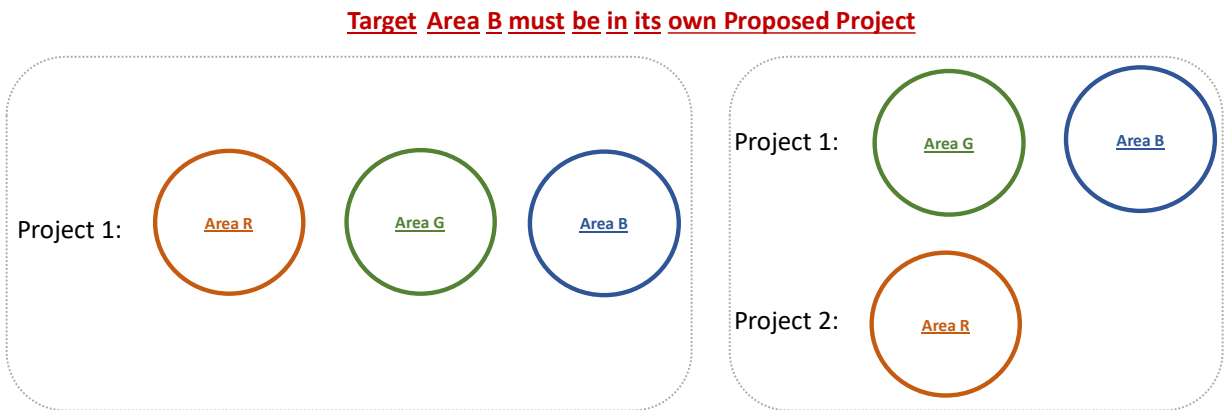 Target Area B must be in its own Proposed Project
Project 1:
Area R
Area G
Area B
Project 1:
Area G
Area B
Project 2:
Area R